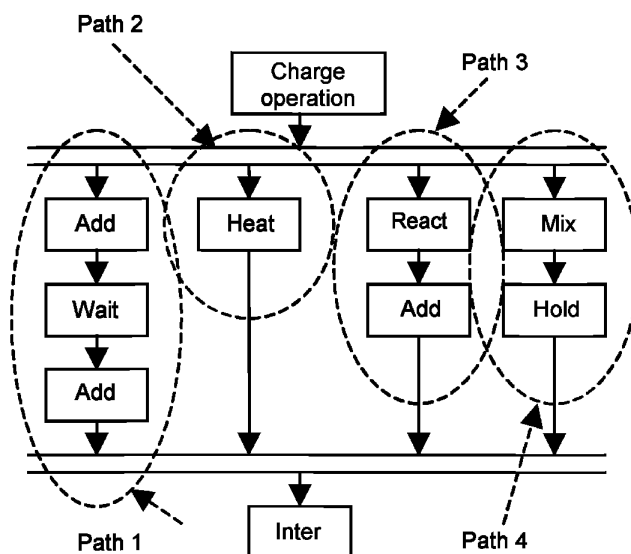 Path 2
Charge
operation
Path 3
Add
Heat
React
Mix
Wait
Add
Hold
Add
Path 1
Inter
Path 4